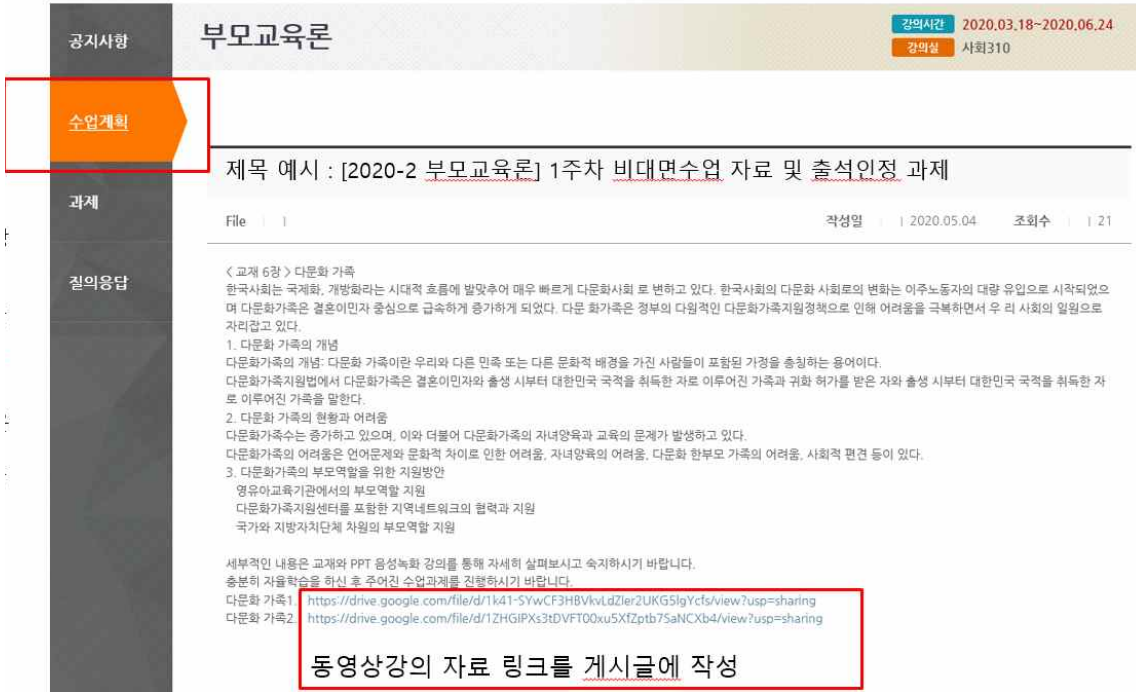 공지사항
수업계획
과제
질의응답
부모교육론
강의시간 2020.03.18~2020.06.24
강의실 사회310
제목 예시 : [2020-2 부모교육론] 1주차 비대면수업 자료 및 출석인정 과제
File
작성일 2020.05.04 조회수 21
< 교재 6장 > 다문화 가족
한국사회는 국제화, 개방화라는 시대적 흐름에 발맞추어 매우 빠르게 다문화사회 로 변하고 있다. 한국사회의 다문화 사회로의 변화는 이주노동자의 대량 유입으로 시작되었으
며 다문화가족은 결혼이민자 중심으로 급속하게 증가하게 되었다. 다문 화가족은 정부의 다원적인 다문화가족지원정책으로 인해 어려움을 극복하면서 우 리 사회의 일원으로
자리잡고 있다.
1. 다문화 가족의 개념
다문화가족의 개념: 다문화 가족이란 우리와 다른 민족 또는 다른 문화적 배경을 가진 사람들이 포함된 가정을 총칭하는 용어이다.
다문화가족지원법에서 다문화가족은 결혼이민자와 출생 시부터 대한민국 국적을 취득한 자로 이루어진 가족과 귀화 허가를 받은 자와 출생 시부터 대한민국 국적을 취득한 자
로 이루어진 가족을 말한다.
2. 다문화 가족의 현황과 어려움
다문화가족수는 증가하고 있으며, 이와 더불어 다문화가족의 자녀양육과 교육의 문제가 발생하고 있다.
다문화가족의 어려움은 언어문제와 문화적 차이로 인한 어려움, 자녀양육의 어려움, 다문화 한부모 가족의 어려움, 사회적 편견 등이 있다.
3. 다문화가족의 부모역할을 위한 지원방안
영유아교육기관에서의 부모역할 지원
다문화가족지원센터를 포함한 지역네트워크의 협력과 지원
국가와 지방자치단체 차원의 부모역할 지원
세부적인 내용은 교재와 PPT 음성녹화 강의를 통해 자세히 살펴보시고 숙지하시기 바랍니다.
충분히 자율학습을 하신 후 주어진 수업과제를 진행하시기 바랍니다.
다문화 가족1. https://drive.google.com/file/d/1k41-SYwCF3HBVkvLdZler2UKG5lgYcfs/view?usp=sharing
다문화 가족2. https://drive.google.com/file/d/1ZHGIPXs3tDVFT00xu5XfZptb7SaNCXb4/view?usp=sharing
동영상강의 자료 링크를 게시글에 작성